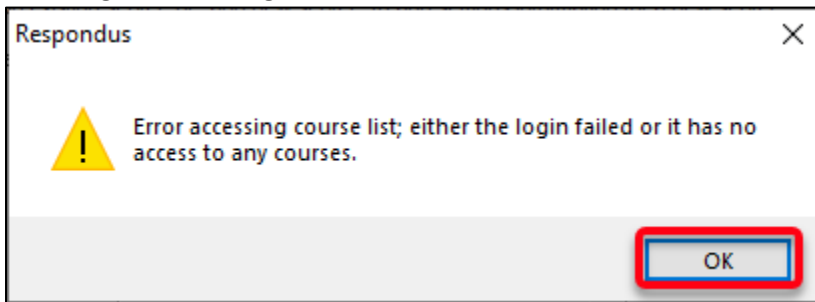 Respondus
Error accessing course list; either the login failed or it has no
access to any courses.
OK